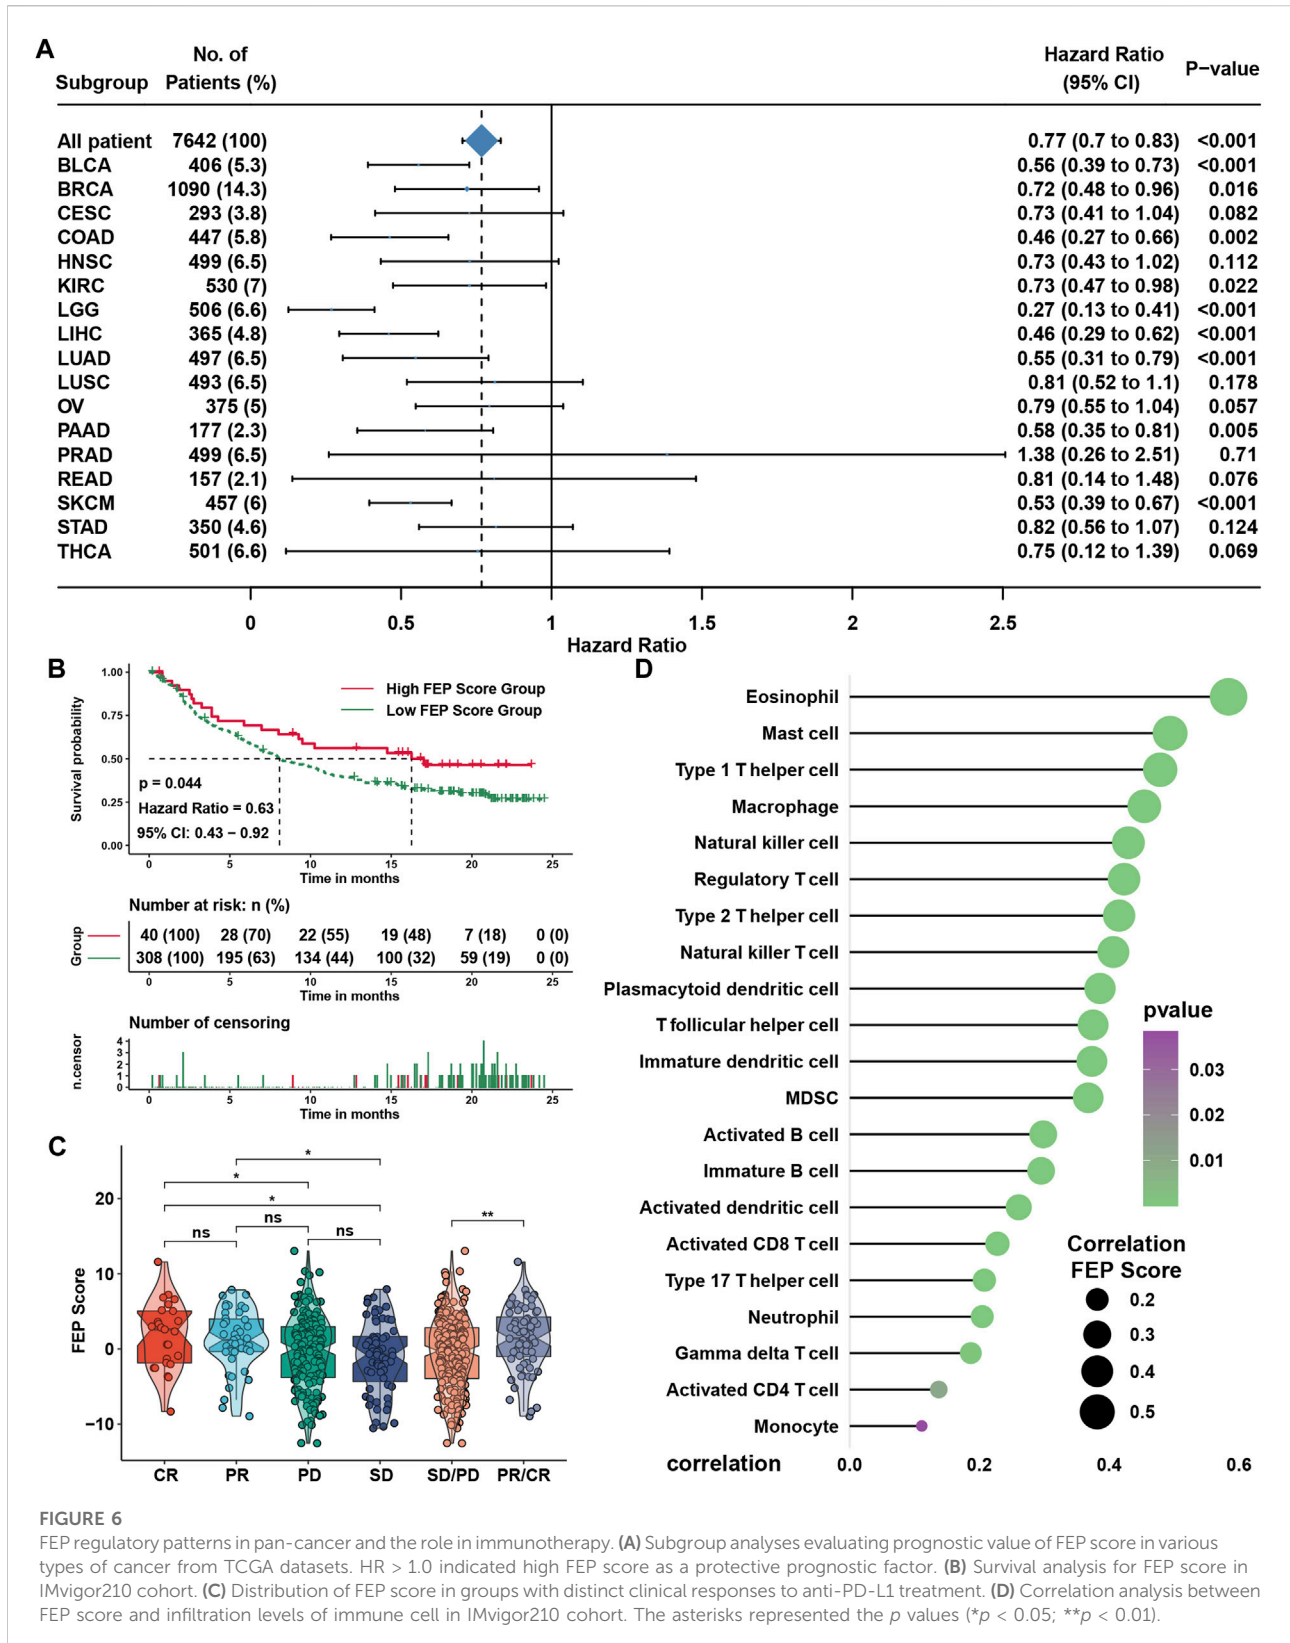 A
No. of Hazard Ratio
Subgroup Patients (%) (95% CI) P−value
All patient 7642 (100) 0.77 (0.7 to 0.83) <0.001
BLCA 406 (5.3) 0.56 (0.39 to 0.73) <0.001
BRCA 1090 (14.3) 0.72 (0.48 to 0.96) 0.016
CESC 293 (3.8) 0.73 (0.41 to 1.04) 0.082
COAD 447 (5.8) 0.46 (0.27 to 0.66) 0.002
HNSC 499 (6.5) 0.73 (0.43 to 1.02) 0.112
KIRC 530 (7) 0.73 (0.47 to 0.98) 0.022
LGG 506 (6.6) 0.27 (0.13 to 0.41) <0.001
LIHC 365 (4.8) 0.46 (0.29 to 0.62) <0.001
LUAD 497 (6.5) 0.55 (0.31 to 0.79) <0.001
LUSC 493 (6.5) 0.81 (0.52 to 1.1) 0.178
OV 375 (5) 0.79 (0.55 to 1.04) 0.057
PAAD 177 (2.3) 0.58 (0.35 to 0.81) 0.005
PRAD 499 (6.5) 1.38 (0.26 to 2.51) 0.71
READ 157 (2.1) 0.81 (0.14 to 1.48) 0.076
SKCM 457 (6) 0.53 (0.39 to 0.67) <0.001
STAD 350 (4.6) 0.82 (0.56 to 1.07) 0.124
THCA 501 (6.6) 0.75 (0.12 to 1.39) 0.069
0 0.5 1 1.5 2 2.5
Hazard Ratio
B
Survival probability
1.00
0.75
0.50
0.25
0.00
High FEP Score Group
Low FEP Score Group
p = 0.044
Hazard Ratio = 0.63
95% CI: 0.43 − 0.92
0 5 10 15 20 25
Time in months
Number at risk: n (%)
Group
40 (100) 28 (70) 22 (55) 19 (48) 7 (18) 0 (0)
308 (100) 195 (63) 134 (44) 100 (32) 59 (19) 0 (0)
0 5 10 15 20 25
Time in months
Number of censoring
n.censor
4
3
2
1
0
0 5 10 15 20 25
Time in months
C
FEP Score
20
10
0
−10
*
*
*
ns
ns
ns
**
CR PR PD SD SD/PD PR/CR
D
Eosinophil
Mast cell
Type 1 T helper cell
Macrophage
Natural killer cell
Regulatory T cell
Type 2 T helper cell
Natural killer T cell
Plasmacytoid dendritic cell
T follicular helper cell
Immature dendritic cell
MDSC
Activated B cell
Immature B cell
Activated dendritic cell
Activated CD8 T cell
Type 17 T helper cell
Neutrophil
Gamma delta T cell
Activated CD4 T cell
Monocyte
correlation 0.0 0.2 0.4 0.6
pvalue
0.03
0.02
0.01
Correlation
FEP Score
0.2
0.3
0.4
0.5
FIGURE 6
FEP regulatory patterns in pan-cancer and the role in immunotherapy. (A) Subgroup analyses evaluating prognostic value of FEP score in various
types of cancer from TCGA datasets. HR > 1.0 indicated high FEP score as a protective prognostic factor. (B) Survival analysis for FEP score in
IMvigor210 cohort. (C) Distribution of FEP score in groups with distinct clinical responses to anti-PD-L1 treatment. (D) Correlation analysis between
FEP score and infiltration levels of immune cell in IMvigor210 cohort. The asterisks represented the p values (*p < 0.05; **p < 0.01).